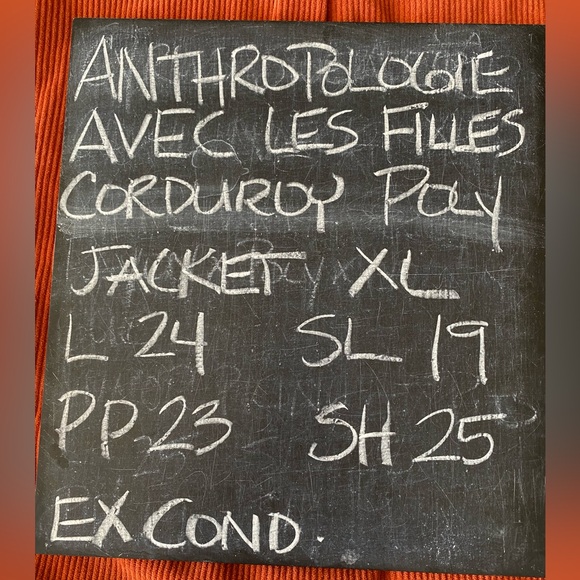 ANTHROPOLOGIE
AVEC LES FILLES
CORDUROY POLY
JACKET XL
L 24 SL 19
PP 23 SH 25
EX COND.